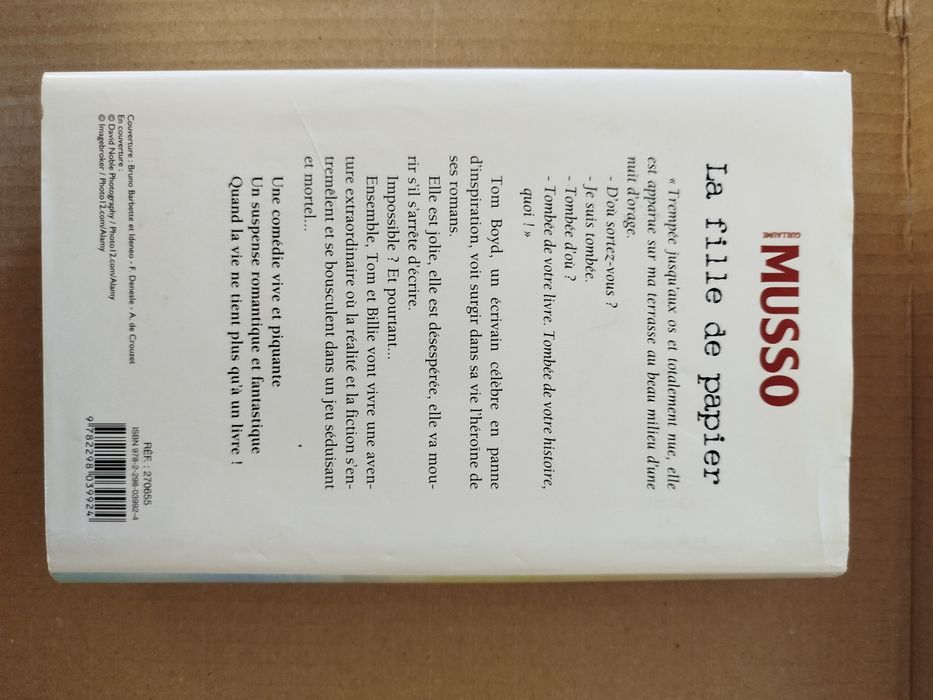 GUILLAUME
MUSSO
La fille de papier
« Trempée jusqu'aux os et totalement nue, elle
est apparue sur ma terrasse au beau milieu d'une
nuit d'orage.
- D'où sortez-vous ?
- Je suis tombée.
- Tombée d'où ?
- Tombée de votre livre. Tombée de votre histoire,
quoi ! »
Tom Boyd, un écrivain célèbre en panne
d'inspiration, voit surgir dans sa vie l'héroïne de
ses romans.
Elle est jolie, elle est désespérée, elle va mou-
rir s'il s'arrête d'écrire.
Impossible ? Et pourtant...
Ensemble, Tom et Billie vont vivre une aven-
ture extraordinaire où la réalité et la fiction s'en-
tremêlent et se bousculent dans un jeu séduisant
et mortel...
Une comédie vive et piquante
Un suspense romantique et fantastique
Quand la vie ne tient plus qu'à un livre !
Couverture : Bruno Barbette et Ideneo - F. Denesle - A. de Crouzet
En couverture :
© David Noble Photography / Photo12.com/Alamy
© Imagebroker / Photo12.com/Alamy
RÉF. : 270655
ISBN 978-2-298-03992-4
9 782298 039924